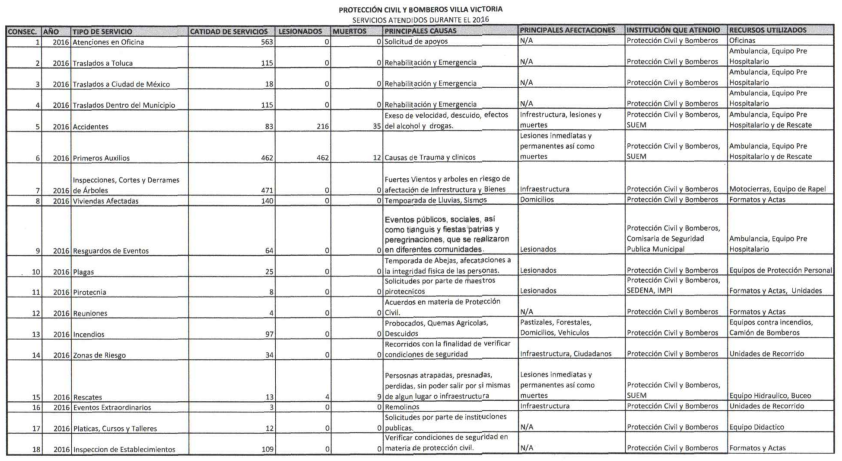 PROTECCIÓN CIVIL Y BOMBEROS VILLA VICTORIA
SERVICIOS ATENDIDOS DURANTE EL 2016
CONSEC. AÑO TIPO DE SERVICIO CATIDAD DE SERVICIOS LESIONADOS MUERTOS PRINCIPALES CAUSAS PRINCIPALES AFECTACIONES INSTITUCIÓN QUE ATENDIO RECURSOS UTILIZADOS
1 2016 Atenciones en Oficina 563 0 0 Solicitud de apoyos N/A Protección Civil y Bomberos Oficinas
Ambulancia, Equipo Pre
2 2016 Traslados a Toluca 115 0 0 Rehabilitación y Emergencia N/A Protección Civil y Bomberos Hospitalario
Ambulancia, Equipo Pre
3 2016 Traslados a Ciudad de México 18 0 0 Rehabilitación y Emergencia N/A Protección Civil y Bomberos Hospitalario
Ambulancia, Equipo Pre
4 2016 Traslados Dentro del Municipio 115 0 0 Rehabilitación y Emergencia N/A Protección Civil y Bomberos Hospitalario
Exeso de velocidad, descuido, efectos Infrastructura, lesiones y Protección Civil y Bomberos, Ambulancia, Equipo Pre
5 2016 Accidentes 83 216 35 del alcohol y drogas. muertes SUEM Hospitalario y de Rescate
Lesiones inmediatas y
permanentes así como Protección Civil y Bomberos, Ambulancia, Equipo Pre
6 2016 Primeros Auxilios 462 462 12 Causas de Trauma y clinicos muertes SUEM Hospitalario y de Rescate
Inspecciones, Cortes y Derrames Fuertes Vientos y arboles en riesgo de
7 2016 de Árboles 471 0 0 afectación de Infrestructura y Bienes Infraestructura Protección Civil y Bomberos Motocierras, Equipo de Rapel
8 2016 Viviendas Afectadas 140 0 0 Temporada de Lluvias, Sismos Domicilios Protección Civil y Bomberos Formatos y Actas
Eventos públicos, sociales, asi
como tianguis y fiestas patrias y Protección Civil y Bomberos,
peregrinaciones, que se realizaron Comisaria de Seguridad Ambulancia, Equipo Pre
9 2016 Resguardos de Eventos 64 0 0 en diferentes comunidades. Lesionados Publica Municipal Hospitalario
Temporada de Abejas, afecataciones a
10 2016 Plagas 25 0 0 la integridad fisica de las personas. Lesionados Protección Civil y Bomberos Equipos de Protección Personal
Solicitudes por parte de maestros Protección Civil y Bomberos,
11 2016 Pirotecnia 8 0 0 pirotecnicos Lesionados SEDENA, IMPI Formatos y Actas, Unidades
Acuerdos en materia de Protección
12 2016 Reuniones 4 0 0 Civil. N/A Protección Civil y Bomberos Formatos y Actas
Probocados, Quemas Agricolas, Pastizales, Forestales, Equipos contra incendios,
13 2016 Incendios 97 0 0 Descuidos Domicilios, Vehiculos Protección Civil y Bomberos Camión de Bomberos
Recorridos con la finalidad de verificar
14 2016 Zonas de Riesgo 34 0 0 condiciones de seguridad Infraestructura, Ciudadanos Protección Civil y Bomberos Unidades de Recorrido
Persosnas atrapadas, presnadas, Lesiones inmediatas y
perdidas, sin poder salir por si mismas permanentes así como Protección Civil y Bomberos,
15 2016 Rescates 13 4 9 de algun lugar o infraestructura muertes SUEM Equipo Hidraulico, Buceo
16 2016 Eventos Extraordinarios 3 0 0 Remolinos Infraestructura Protección Civil y Bomberos Unidades de Recorrido
Solicitudes por parte de instituciones
17 2016 Platicas, Cursos y Talleres 12 0 0 publicas. N/A Protección Civil y Bomberos Equipo Didactico
Verificar condiciones de seguridad en
18 2016 Inspeccion de Establecimientos 109 0 0 materia de protección civil. N/A Protección Civil y Bomberos Formatos y Actas